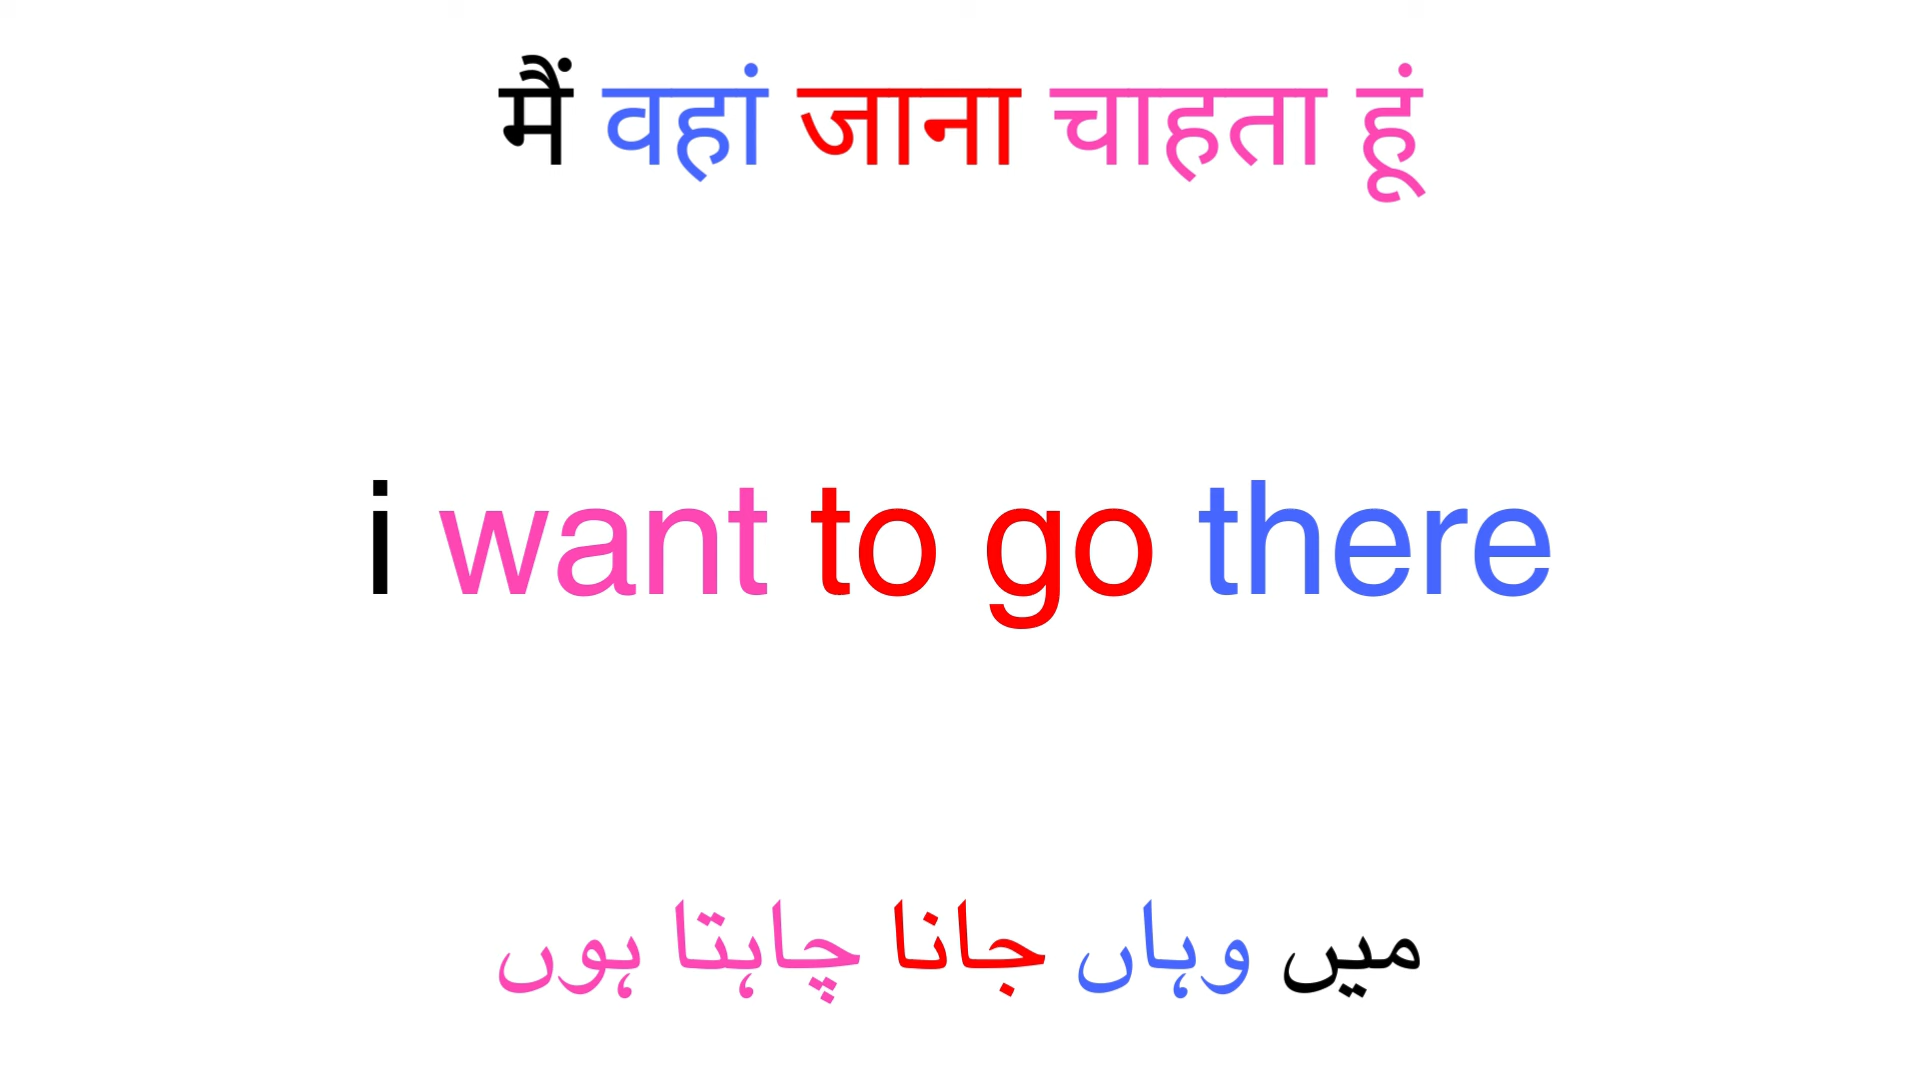 मैं वहां जाना चाहता हूं
i want to go there
میں وہاں جانا چاہتا ہوں